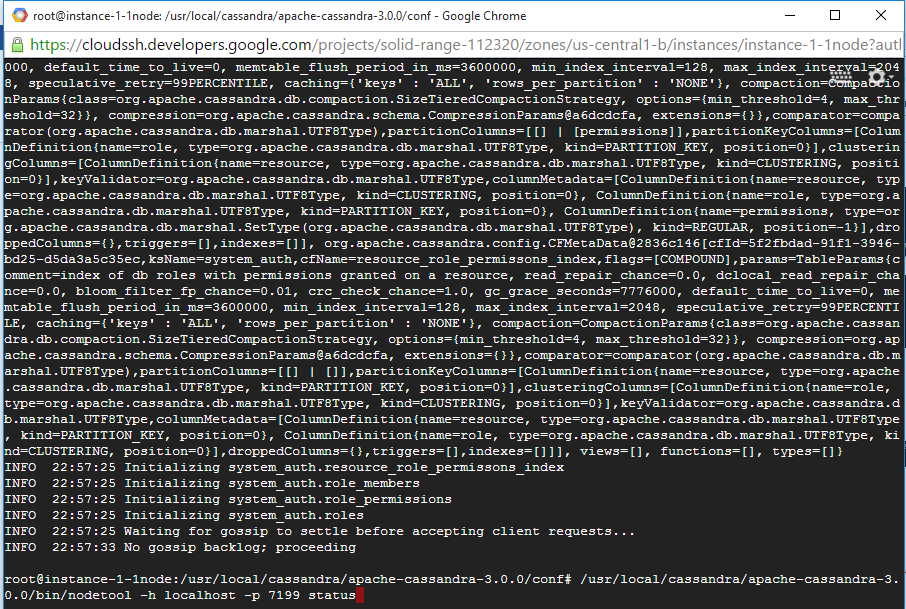 root@instance-1-1node: /usr/local/cassandra/apache-cassandra-3.0.0/conf - Google Chrome
https://cloudssh.developers.google.com/projects/solid-range-112320/zones/us-central1-b/instances/instance-1-1node?autl
000, default_time_to_live=0, memtable_flush_period_in_ms=3600000, min_index_interval=128, max_index_interval=204
8, speculative_retry=99PERCENTILE, caching={'keys' : 'ALL', 'rows_per_partition' : 'NONE'}, compaction=Compactio
nParams{class=org.apache.cassandra.db.compaction.SizeTieredCompactionStrategy, options={min_threshold=4, max_thr
eshold=32}}, compression=org.apache.cassandra.schema.CompressionParams@a6dcdcfa, extensions={}},comparator=compa
rator(org.apache.cassandra.db.marshal.UTF8Type),partitionColumns=[[] | [permissions]],partitionKeyColumns=[Colum
nDefinition{name=role, type=org.apache.cassandra.db.marshal.UTF8Type, kind=PARTITION_KEY, position=0}],clusterin
gColumns=[ColumnDefinition{name=resource, type=org.apache.cassandra.db.marshal.UTF8Type, kind=CLUSTERING, positi
on=0}],keyValidator=org.apache.cassandra.db.marshal.UTF8Type,columnMetadata=[ColumnDefinition{name=resource, typ
e=org.apache.cassandra.db.marshal.UTF8Type, kind=CLUSTERING, position=0}, ColumnDefinition{name=role, type=org.a
pache.cassandra.db.marshal.UTF8Type, kind=PARTITION_KEY, position=0}, ColumnDefinition{name=permissions, type=or
g.apache.cassandra.db.marshal.SetType(org.apache.cassandra.db.marshal.UTF8Type), kind=REGULAR, position=-1}],dro
ppedColumns={},triggers=[],indexes=[]], org.apache.cassandra.config.CFMetaData@2836c146[cfId=5f2fbdad-91f1-3946-
bd25-d5da3a5c35ec,ksName=system_auth,cfName=resource_role_permissons_index,flags=[COMPOUND],params=TableParams{c
omment=index of db roles with permissions granted on a resource, read_repair_chance=0.0, dclocal_read_repair_cha
nce=0.0, bloom_filter_fp_chance=0.01, crc_check_chance=1.0, gc_grace_seconds=7776000, default_time_to_live=0, me
mtable_flush_period_in_ms=3600000, min_index_interval=128, max_index_interval=2048, speculative_retry=99PERCENTI
LE, caching={'keys' : 'ALL', 'rows_per_partition' : 'NONE'}, compaction=CompactionParams{class=org.apache.cassan
dra.db.compaction.SizeTieredCompactionStrategy, options={min_threshold=4, max_threshold=32}}, compression=org.ap
ache.cassandra.schema.CompressionParams@a6dcdcfa, extensions={}},comparator=comparator(org.apache.cassandra.db.m
arshal.UTF8Type),partitionColumns=[[] | []],partitionKeyColumns=[ColumnDefinition{name=resource, type=org.apache
.cassandra.db.marshal.UTF8Type, kind=PARTITION_KEY, position=0}],clusteringColumns=[ColumnDefinition{name=role, 
type=org.apache.cassandra.db.marshal.UTF8Type, kind=CLUSTERING, position=0}],keyValidator=org.apache.cassandra.d
b.marshal.UTF8Type,columnMetadata=[ColumnDefinition{name=resource, type=org.apache.cassandra.db.marshal.UTF8Type
, kind=PARTITION_KEY, position=0}, ColumnDefinition{name=role, type=org.apache.cassandra.db.marshal.UTF8Type, ki
nd=CLUSTERING, position=0}],droppedColumns={},triggers=[],indexes=[]]], views=[], functions=[], types=[]}
INFO  22:57:25 Initializing system_auth.resource_role_permissons_index
INFO  22:57:25 Initializing system_auth.role_members
INFO  22:57:25 Initializing system_auth.role_permissions
INFO  22:57:25 Initializing system_auth.roles
INFO  22:57:25 Waiting for gossip to settle before accepting client requests...
INFO  22:57:33 No gossip backlog; proceeding
root@instance-1-1node:/usr/local/cassandra/apache-cassandra-3.0.0/conf# /usr/local/cassandra/apache-cassandra-3.
0.0/bin/nodetool -h localhost -p 7199 status